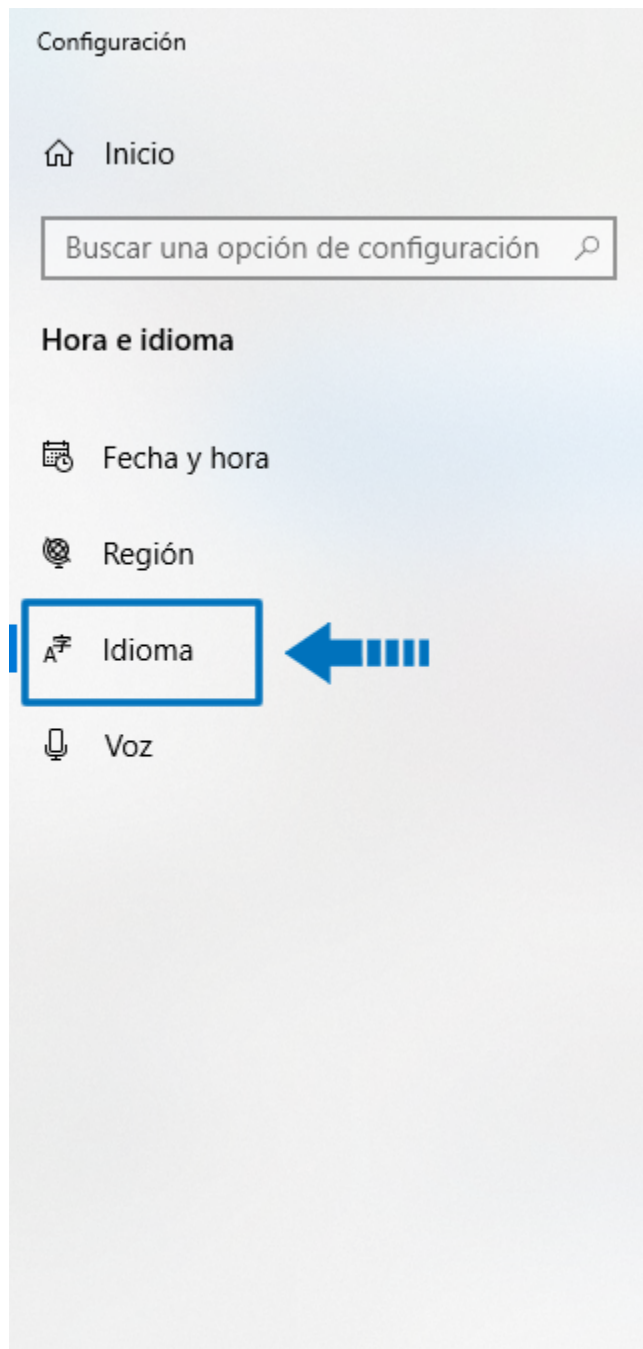 Configuración
Inicio
Buscar una opción de configuración
Hora e idioma
Fecha y hora
Región
Idioma
Voz